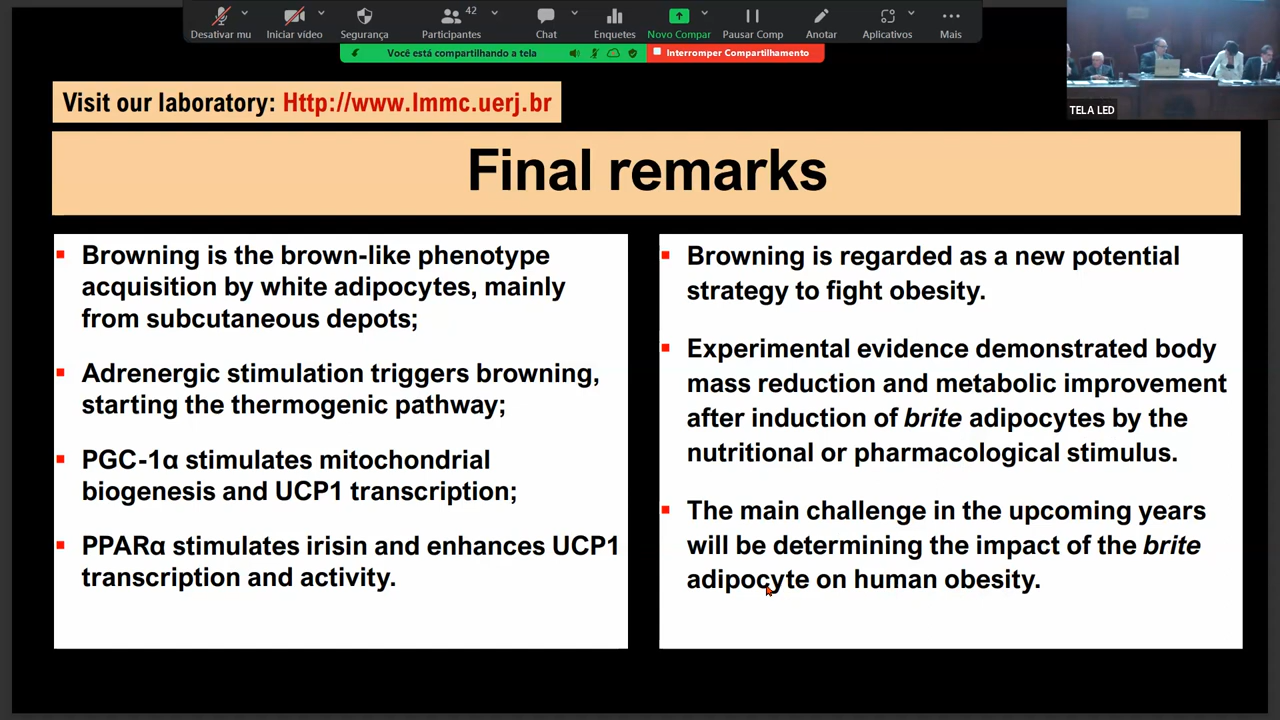 42
Desativar mu
Iniciar vídeo
Segurança
Participantes
Chat
Enquetes
Novo Compar
Pausar Comp
Anotar
Aplicativos
Mais
Você está compartilhando a tela
Interromper Compartilhamento
TELA LED
Visit our laboratory: Http://www.lmmc.uerj.br
Final remarks
Browning is the brown-like phenotype
acquisition by white adipocytes, mainly
from subcutaneous depots;
Adrenergic stimulation triggers browning,
starting the thermogenic pathway;
PGC-1α stimulates mitochondrial
biogenesis and UCP1 transcription;
PPARα stimulates irisin and enhances UCP1
transcription and activity.
Browning is regarded as a new potential
strategy to fight obesity.
Experimental evidence demonstrated body
mass reduction and metabolic improvement
after induction of brite adipocytes by the
nutritional or pharmacological stimulus.
The main challenge in the upcoming years
will be determining the impact of the brite
adipocyte on human obesity.